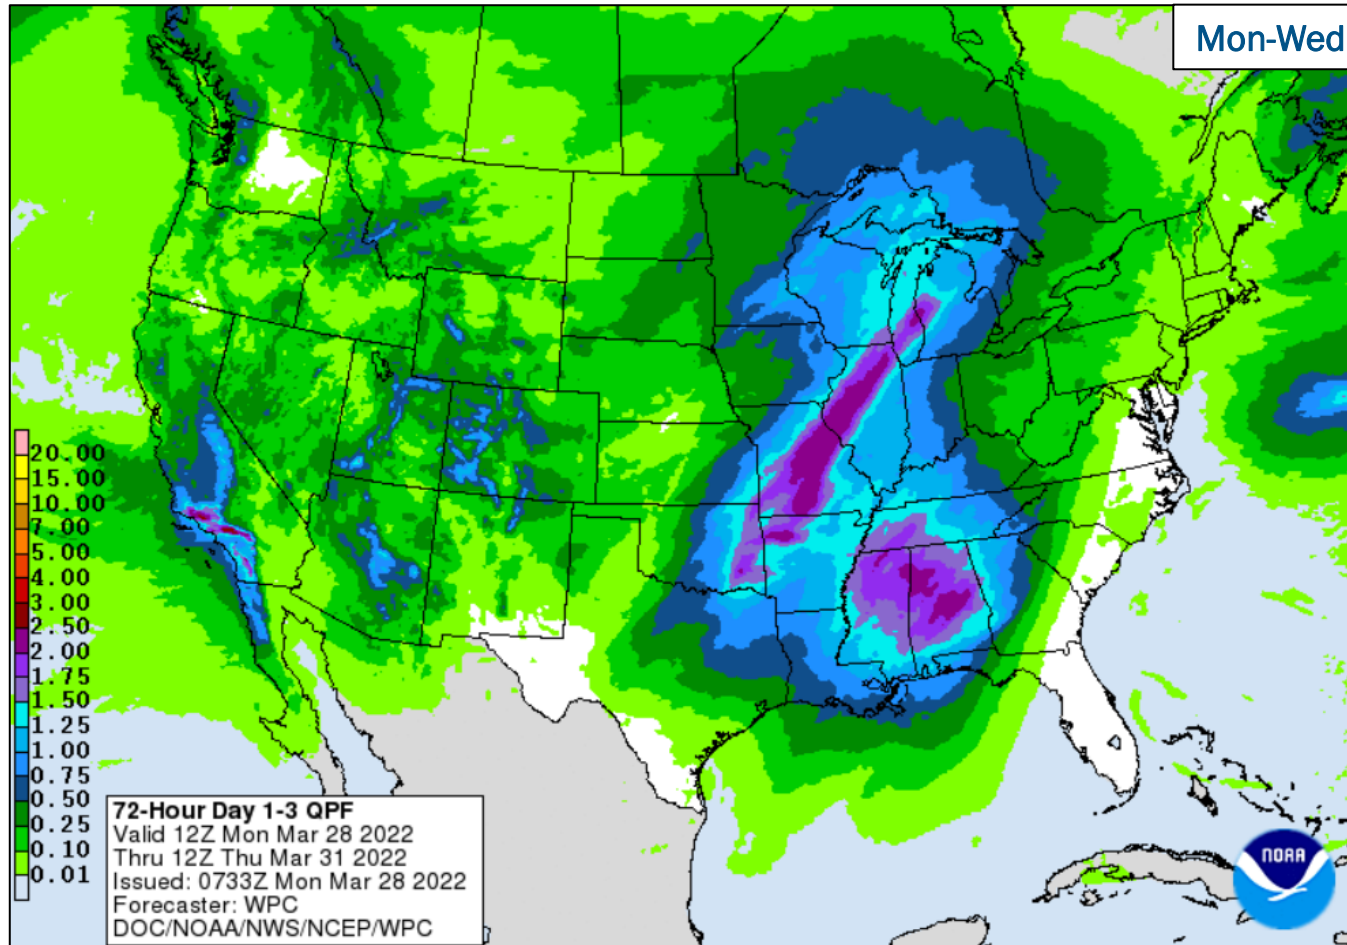 Mon-Wed
20.00
15.00
10.00
7.00
5.00
4.00
3.00
2.50
2.00
1.75
1.50
1.25
1.00
0.75
0.50
0.25
0.10
0.01
72-Hour Day 1-3 QPF
Valid 12Z Mon Mar 28 2022
Thru 12Z Thu Mar 31 2022
Issued: 0733Z Mon Mar 28 2022
Forecaster: WPC
DOC/NOAA/NWS/NCEP/WPC
NOAA